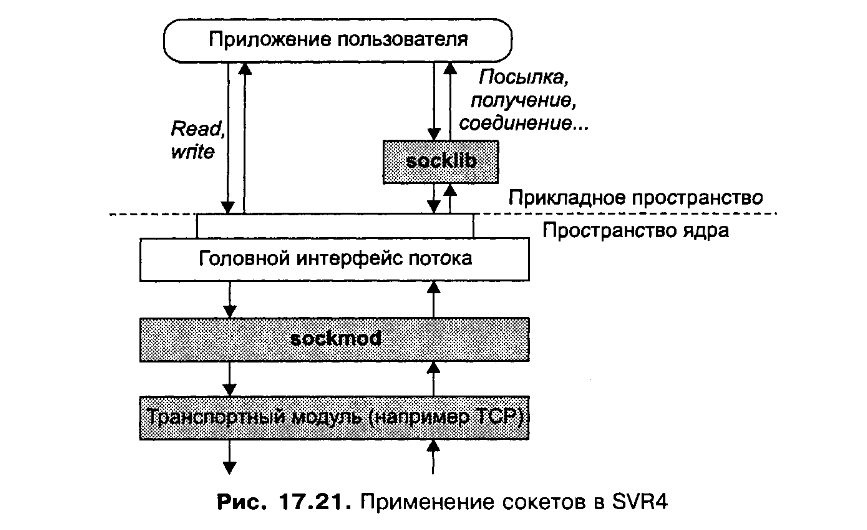 Приложение пользователя
Посылка,
получение,
соединение...
Read,
write
socklib
Прикладное пространство
Пространство ядра
Головной интерфейс потока
sockmod
Транспортный модуль (например TCP)
Рис. 17.21. Применение сокетов в SVR4